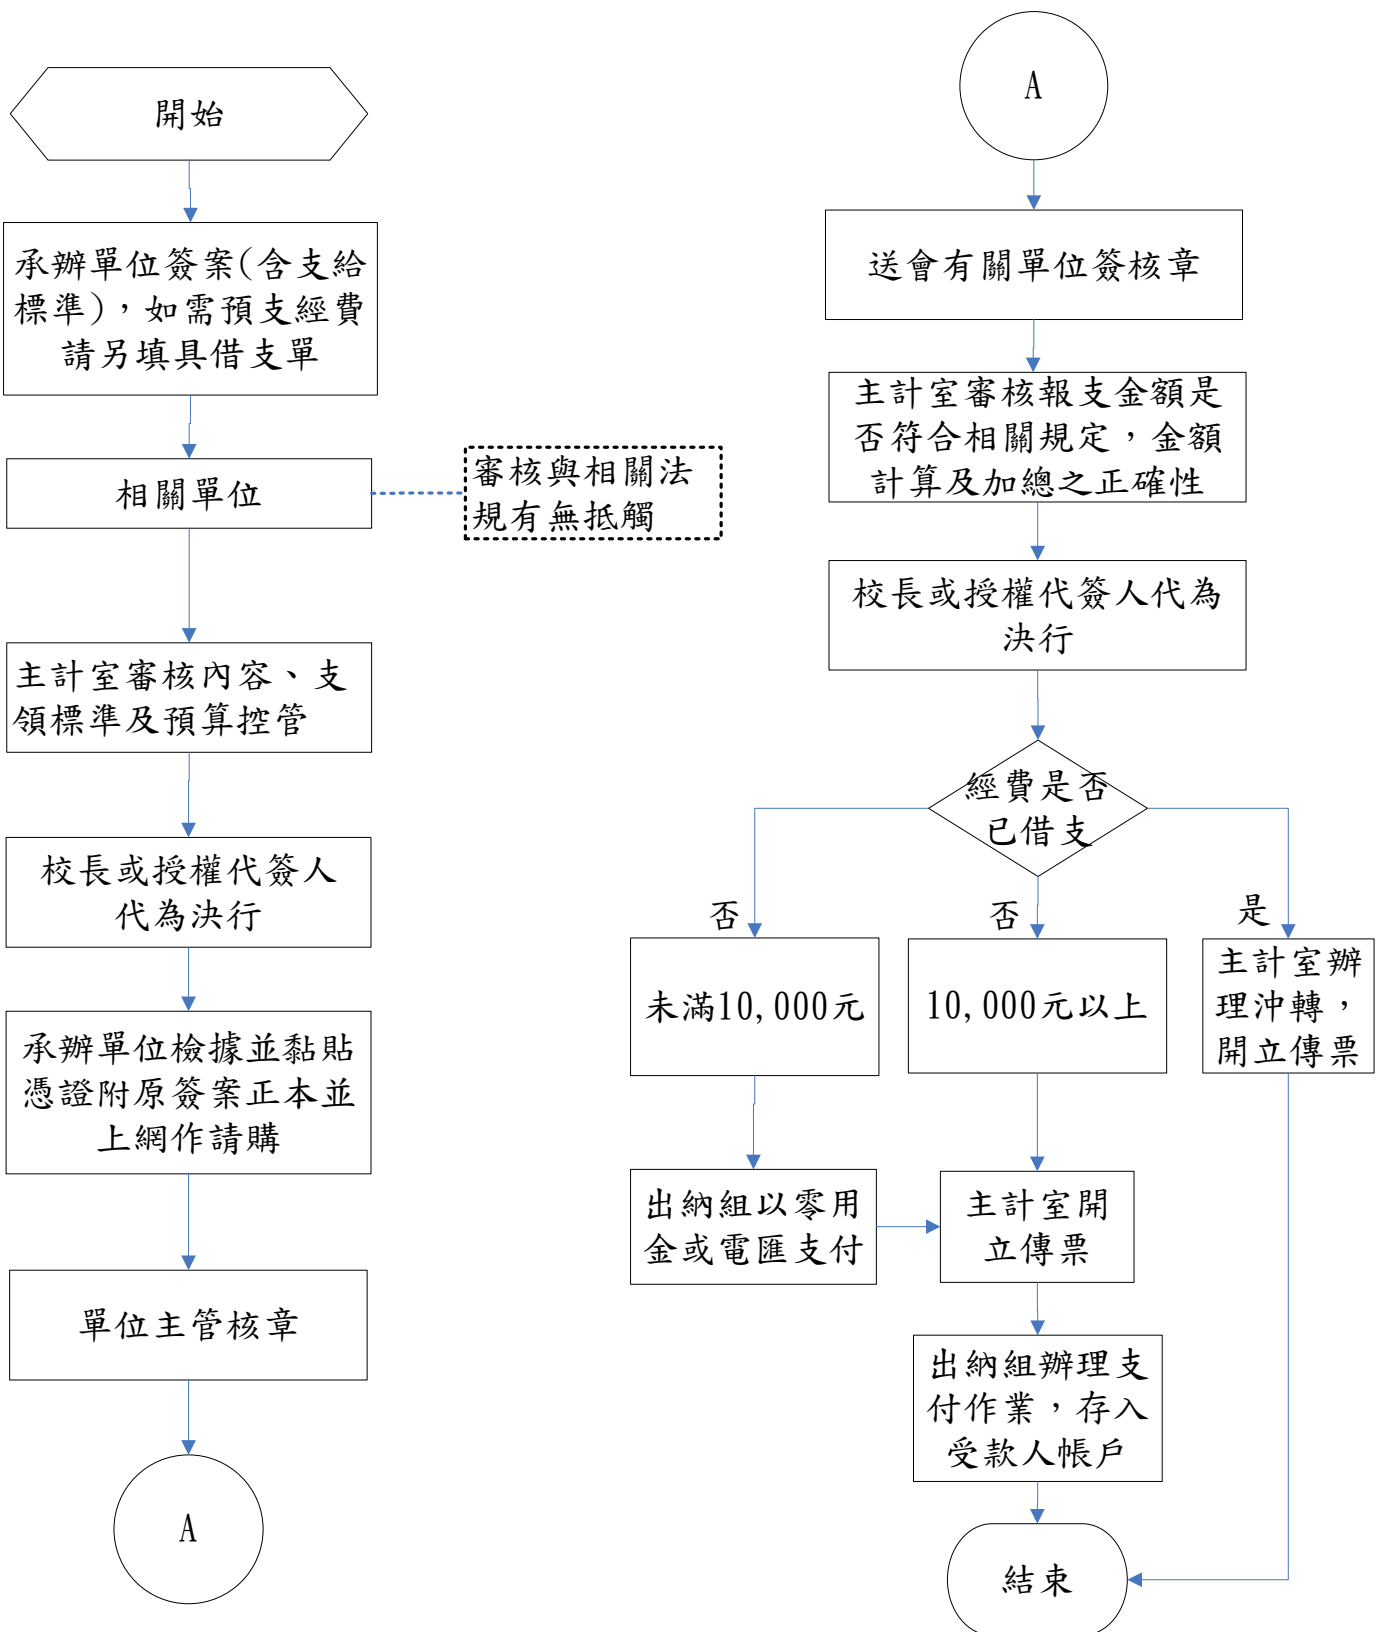 開始
承辦單位簽案(含支給
標準)，如需預支經費
請另填具借支單
相關單位
審核與相關法
規有無抵觸
主計室審核內容、支
領標準及預算控管
校長或授權代簽人
代為決行
承辦單位檢據並黏貼
憑證附原簽案正本並
上網作請購
單位主管核章
A
A
送會有關單位簽核章
主計室審核報支金額是
否符合相關規定，金額
計算及加總之正確性
校長或授權代簽人代為
決行
經費是否
已借支
否
否
是
未滿10,000元
10,000元以上
主計室辦
理沖轉，
開立傳票
出納組以零用
金或電匯支付
主計室開
立傳票
出納組辦理支
付作業，存入
受款人帳戶
結束